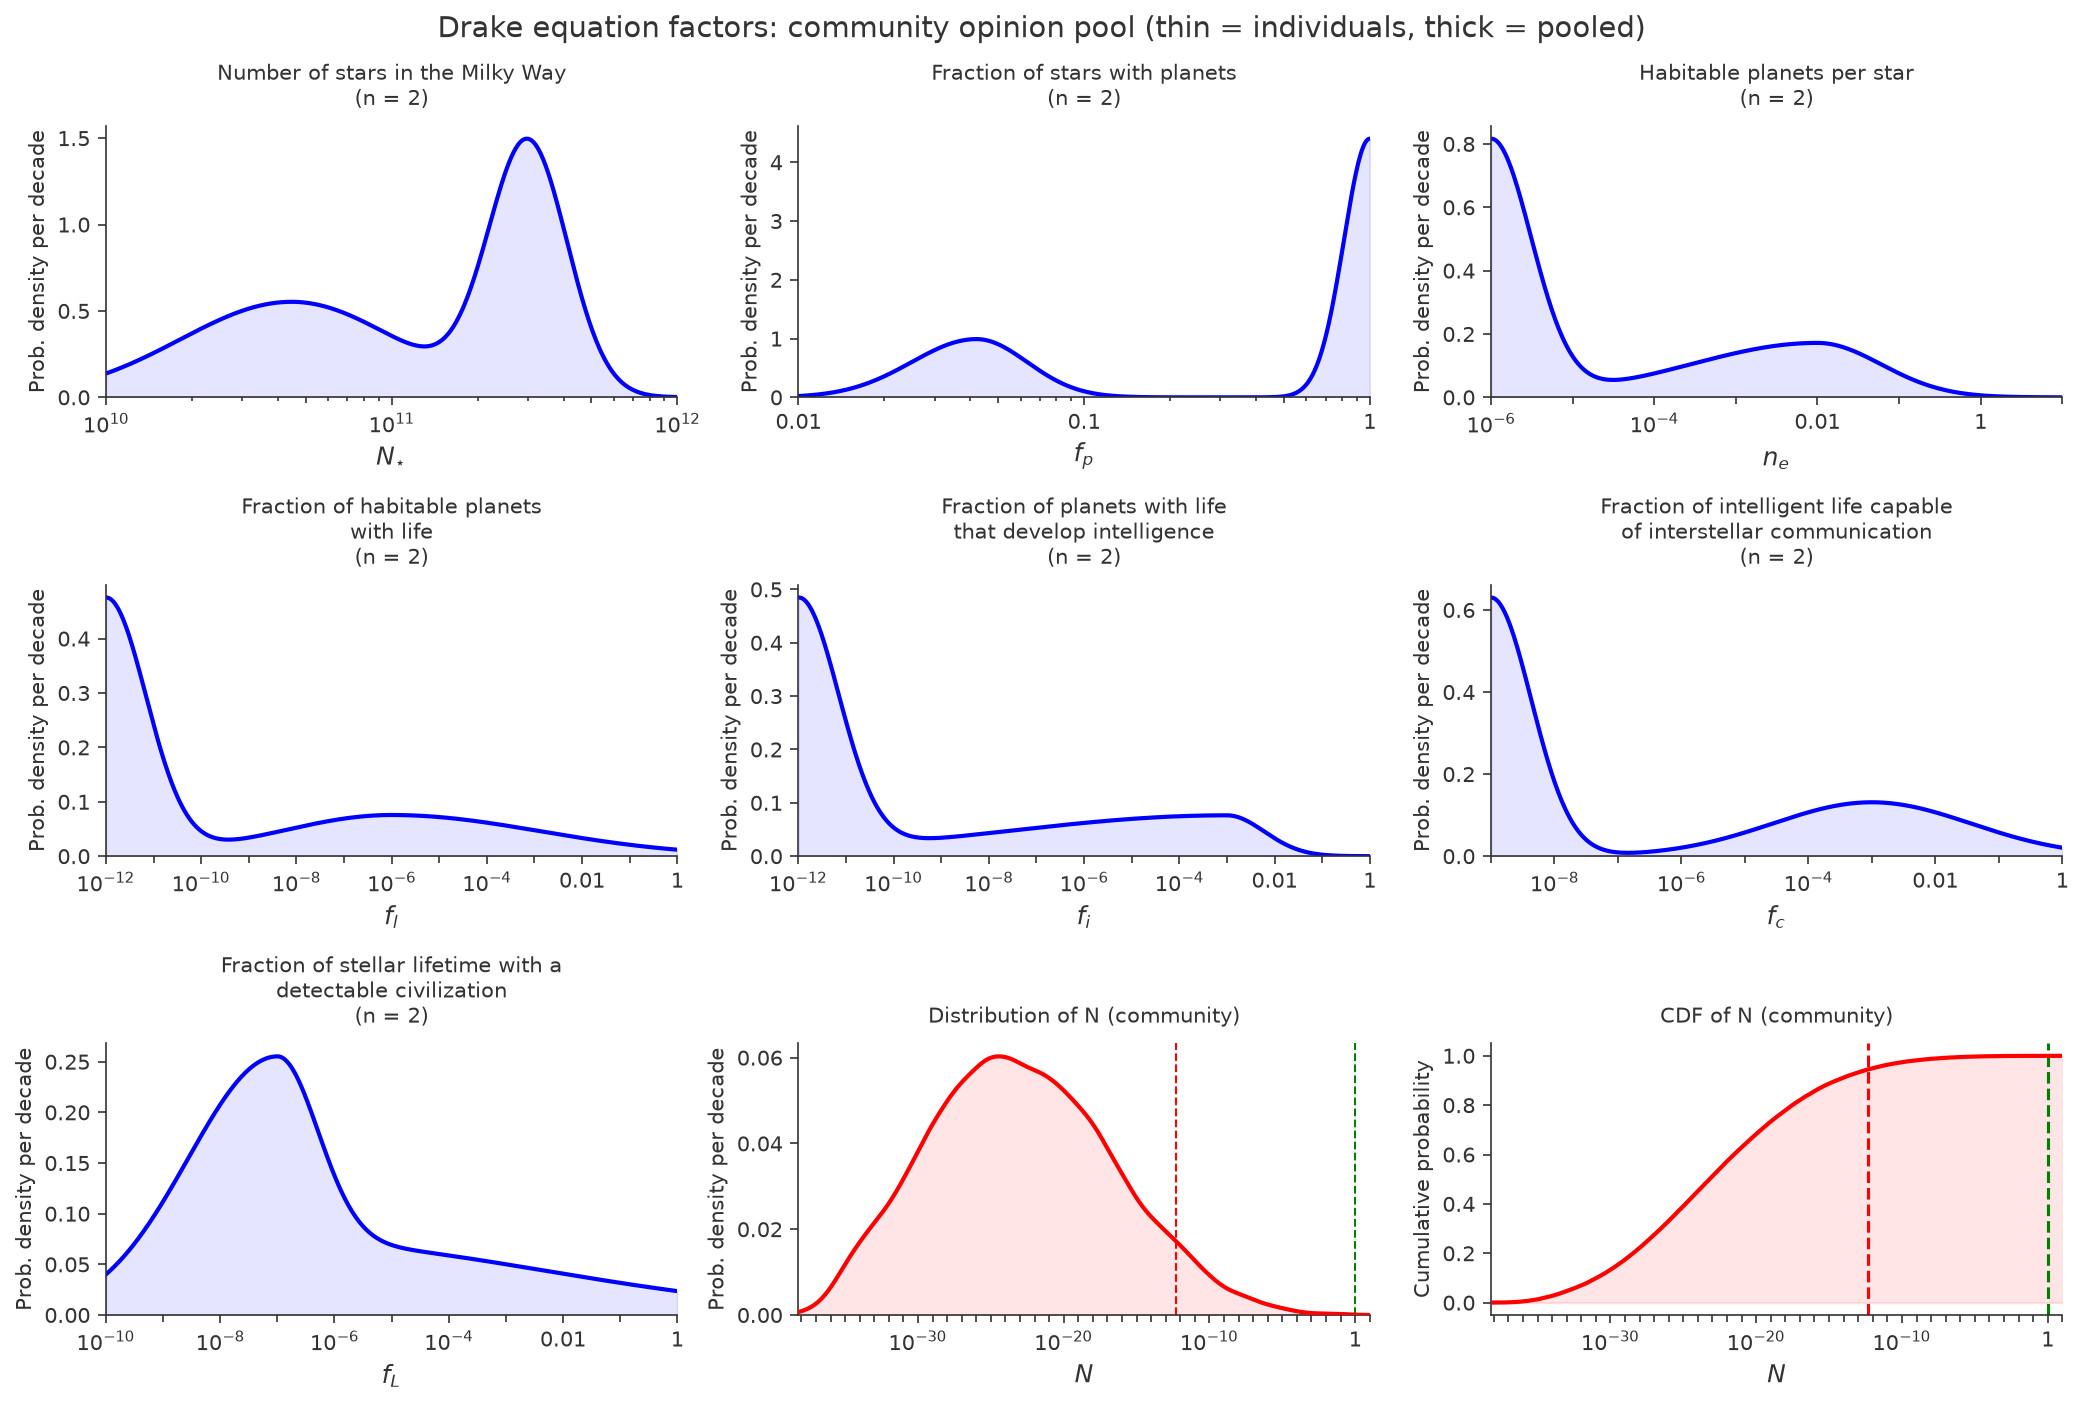 Drake equation factors: community opinion pool (thin = individuals, thick = pooled)
Number of stars in the Milky Way
(n = 2)
Prob. density per decade
0.0
0.5
1.0
1.5
10^10
10^11
10^12
N⋆
Fraction of stars with planets
(n = 2)
Prob. density per decade
0
1
2
3
4
0.01
0.1
1
f_p
Habitable planets per star
(n = 2)
Prob. density per decade
0.0
0.2
0.4
0.6
0.8
10^−6
10^−4
0.01
1
n_e
Fraction of habitable planets
with life
(n = 2)
Prob. density per decade
0.0
0.1
0.2
0.3
0.4
10^−12
10^−10
10^−8
10^−6
10^−4
0.01
1
f_l
Fraction of planets with life
that develop intelligence
(n = 2)
Prob. density per decade
0.0
0.1
0.2
0.3
0.4
0.5
10^−12
10^−10
10^−8
10^−6
10^−4
0.01
1
f_i
Fraction of intelligent life capable
of interstellar communication
(n = 2)
Prob. density per decade
0.0
0.2
0.4
0.6
10^−8
10^−6
10^−4
0.01
1
f_c
Fraction of stellar lifetime with a
detectable civilization
(n = 2)
Prob. density per decade
0.00
0.05
0.10
0.15
0.20
0.25
10^−10
10^−8
10^−6
10^−4
0.01
1
f_L
Distribution of N (community)
Prob. density per decade
0.00
0.02
0.04
0.06
10^−30
10^−20
10^−10
1
N
CDF of N (community)
Cumulative probability
0.0
0.2
0.4
0.6
0.8
1.0
10^−30
10^−20
10^−10
1
N